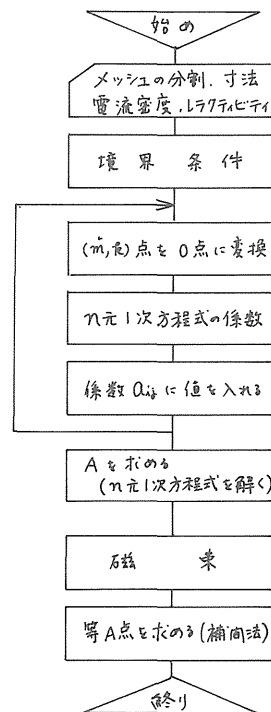 始め
メッシュの分割. 寸法
電流密度.レラクティビティ
境界条件
(m, k)点を0点に変換
n元1次方程式の係数
係数aijに値を入れる
Aを求める
(n元1次方程式を解く)
磁束
等A点を求める(補間法)
終り